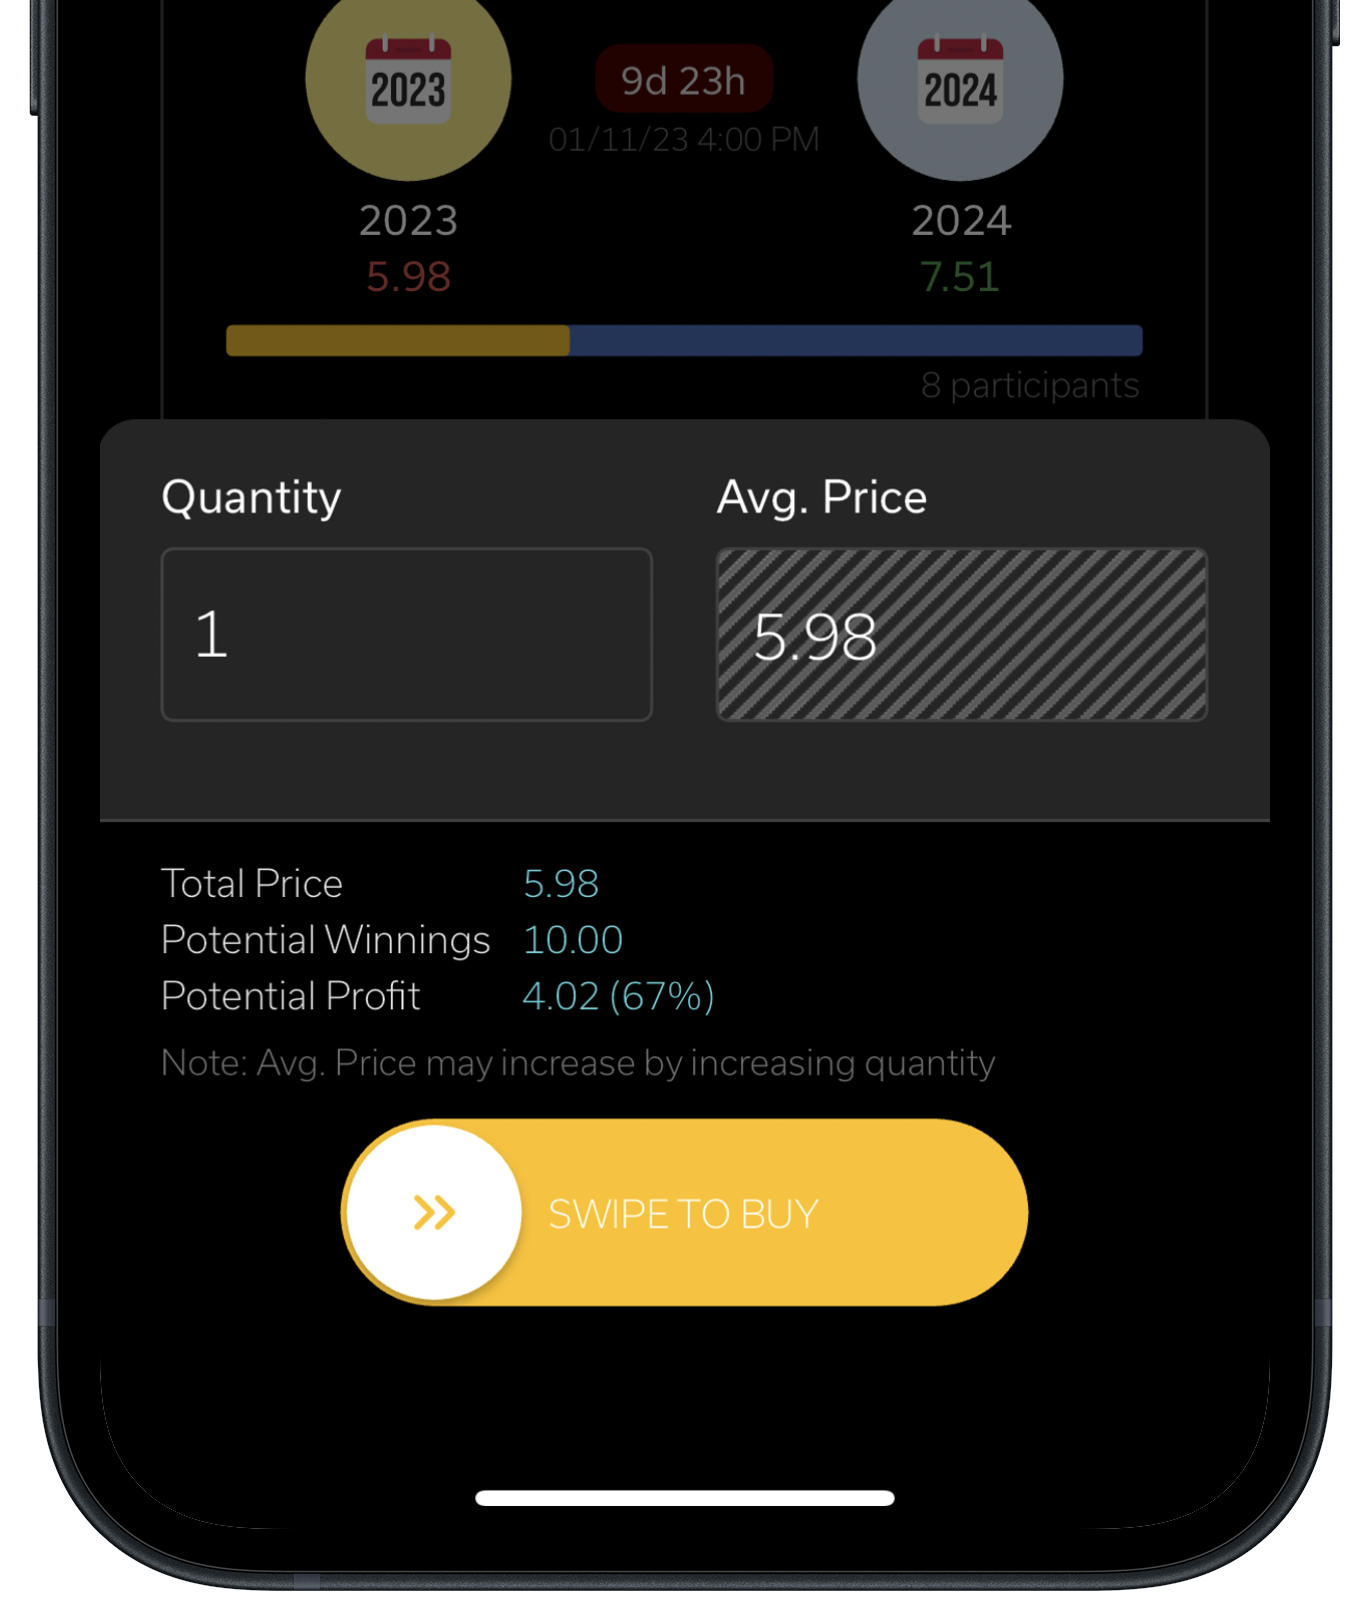 2023
9d 23h
2024
01/11/23 4:00 PM
2023
2024
5.98
7.51
8 participants
Quantity
Avg. Price
1
5.98
Total Price 5.98
Potential Winnings 10.00
Potential Profit 4.02 (67%)
Note: Avg. Price may increase by increasing quantity
SWIPE TO BUY